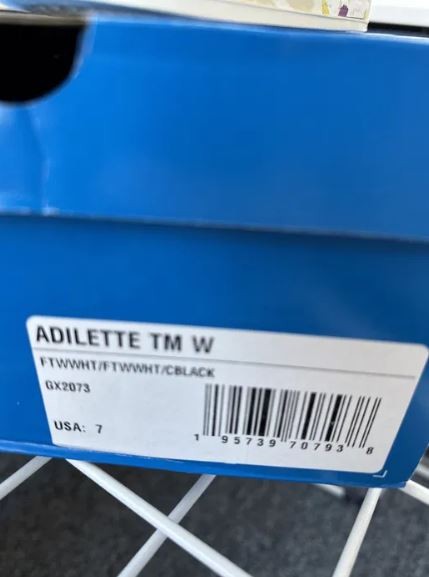 ADILETTE TM W
FTWWHT/FTWWHT/CBLACK
GX2073
USA: 7
1 95739 70793 8